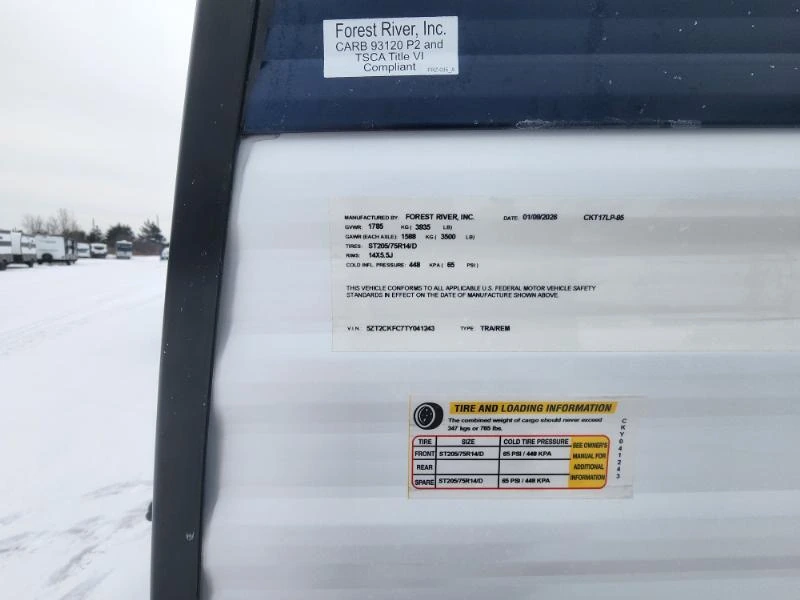 Forest River, Inc.
CARB 93120 P2 and
TSCA Title VI
Compliant
MANUFACTURED BY: FOREST RIVER, INC. DATE: 01/09/2026 CKT17LP-95
GVWR: 1785 KG ( 3935 LB)
GAWR (EACH AXLE): 1588 KG ( 3500 LB)
TIRES: ST205/75R14/D
RIMS: 14X5.5J
COLD INFL. PRESSURE: 448 KPA ( 65 PSI )
THIS VEHICLE CONFORMS TO ALL APPLICABLE U.S. FEDERAL MOTOR VEHICLE SAFETY
STANDARDS IN EFFECT ON THE DATE OF MANUFACTURE SHOWN ABOVE.
V.I.N.: 5ZT2CKFC7TY041243 TYPE: TRA/REM
TIRE AND LOADING INFORMATION
The combined weight of cargo should never exceed
347 kgs or 765 lbs.
TIRE SIZE COLD TIRE PRESSURE
FRONT ST205/75R14/D 65 PSI / 448 KPA
REAR
SPARE ST205/75R14/D 65 PSI / 448 KPA
SEE OWNER'S
MANUAL FOR
ADDITIONAL
INFORMATION
CKY041243